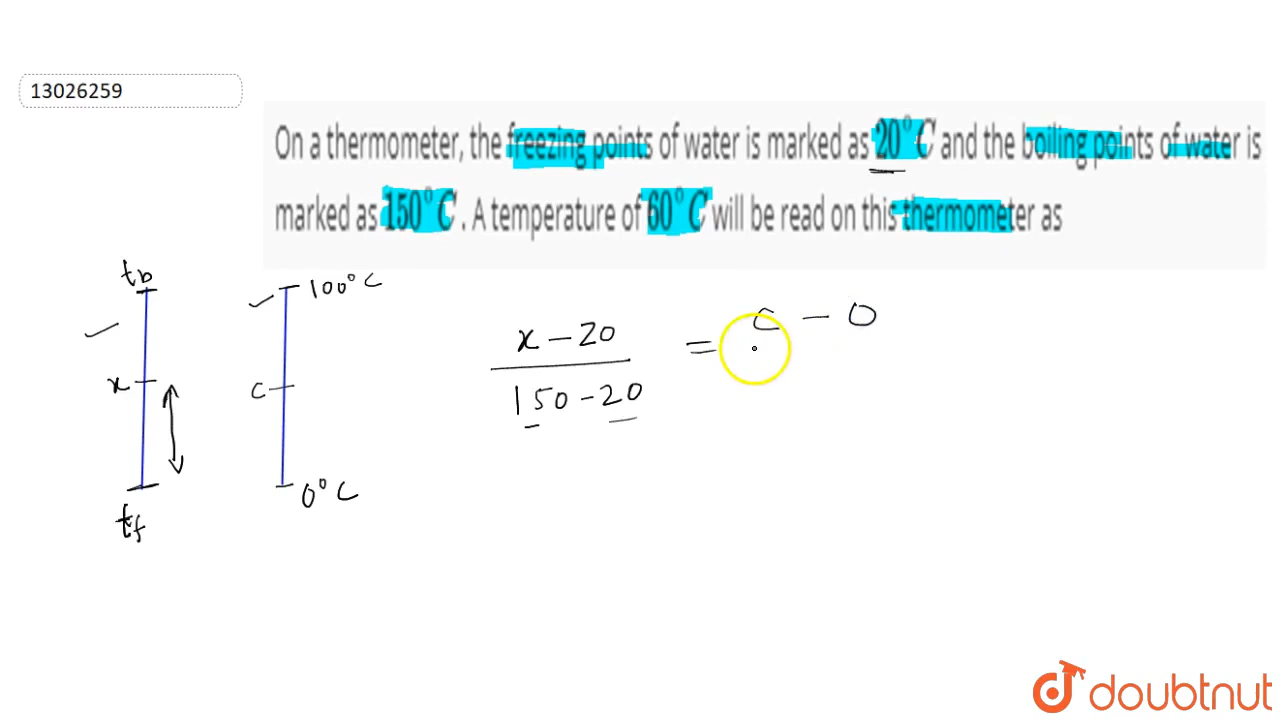 13026259
On a thermometer, the freezing points of water is marked as 20° C and the boiling points of water is
marked as 150° C . A temperature of 60° C will be read on this thermometer as
t_b
100°C
x
c
t_f
0°C
x - 20
150 - 20
=
c - 0
doubtnut